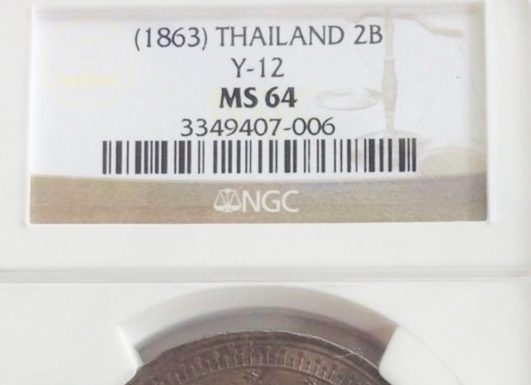 (1863) THAILAND 2B
Y-12
MS 64
3349407-006
NGC